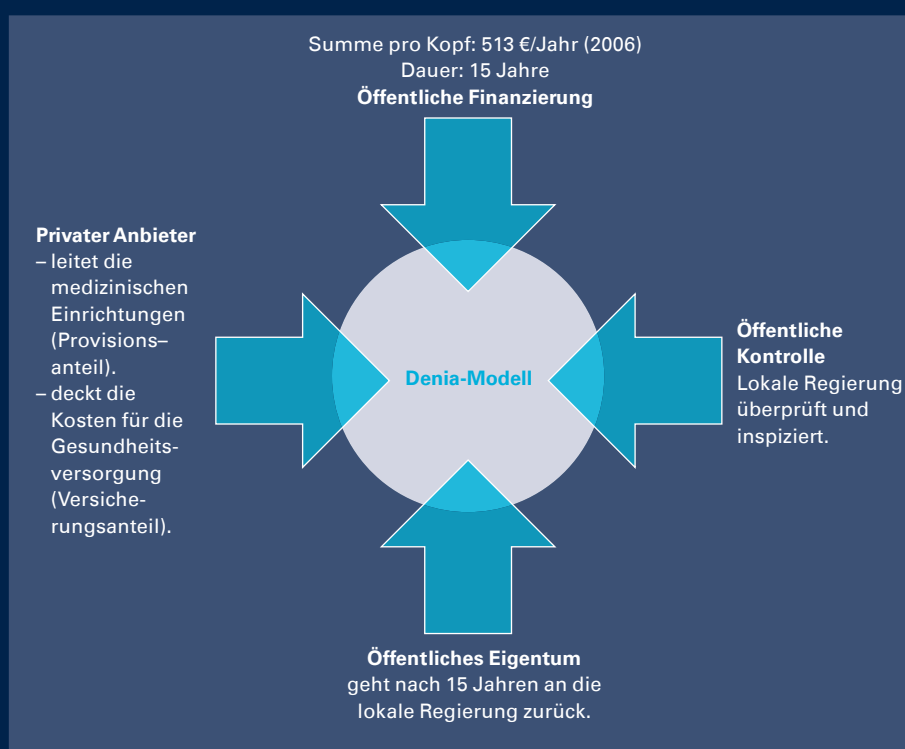 Summe pro Kopf: 513 €/Jahr (2006)
Dauer: 15 Jahre
Öffentliche Finanzierung
Privater Anbieter
– leitet die
medizinischen
Einrichtungen
(Provisions–
anteil).
– deckt die
Kosten für die
Gesundheits-
versorgung
(Versiche-
rungsanteil).
Denia-Modell
Öffentliche
Kontrolle
Lokale Regierung
überprüft und
inspiziert.
Öffentliches Eigentum
geht nach 15 Jahren an die
lokale Regierung zurück.